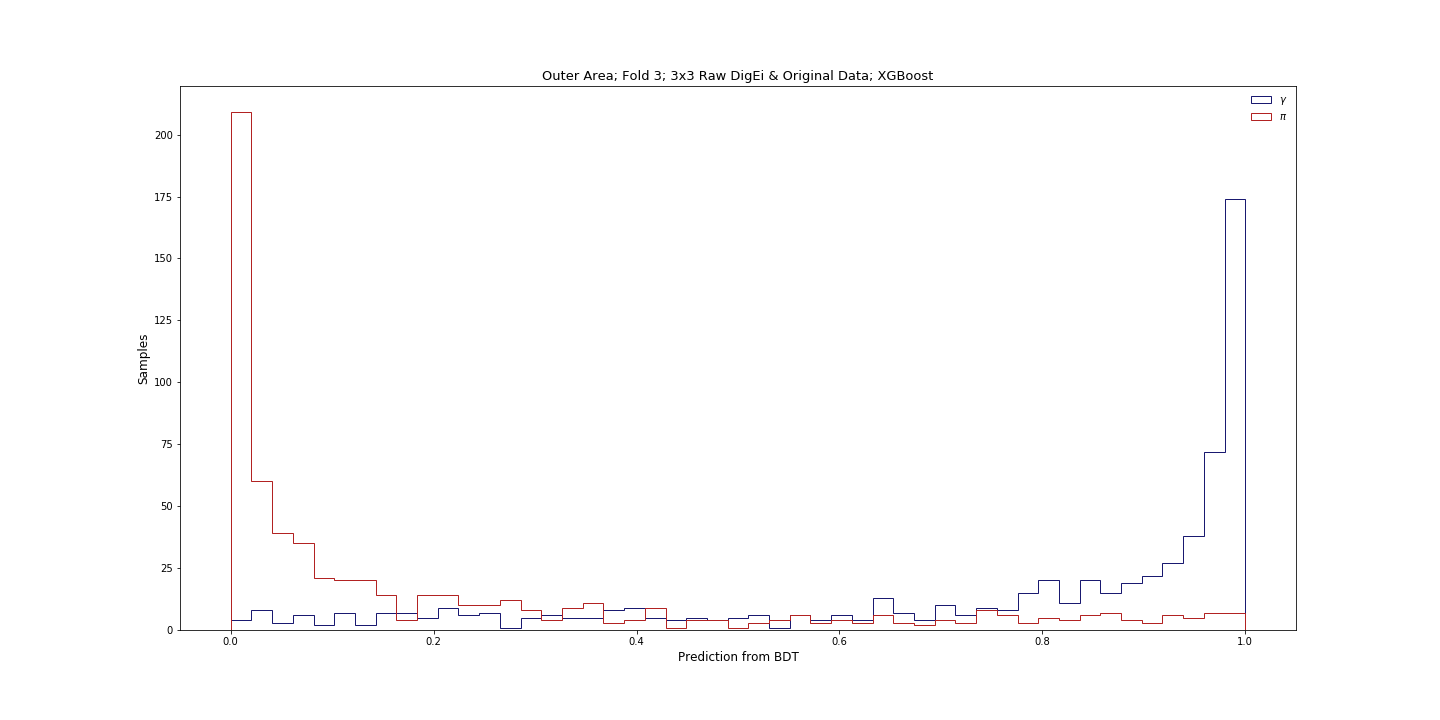 Outer Area; Fold 3; 3x3 Raw DigEi & Original Data; XGBoost
γ
π
200
175
150
125
100
75
50
25
0
Samples
0.0 0.2 0.4 0.6 0.8 1.0
Prediction from BDT